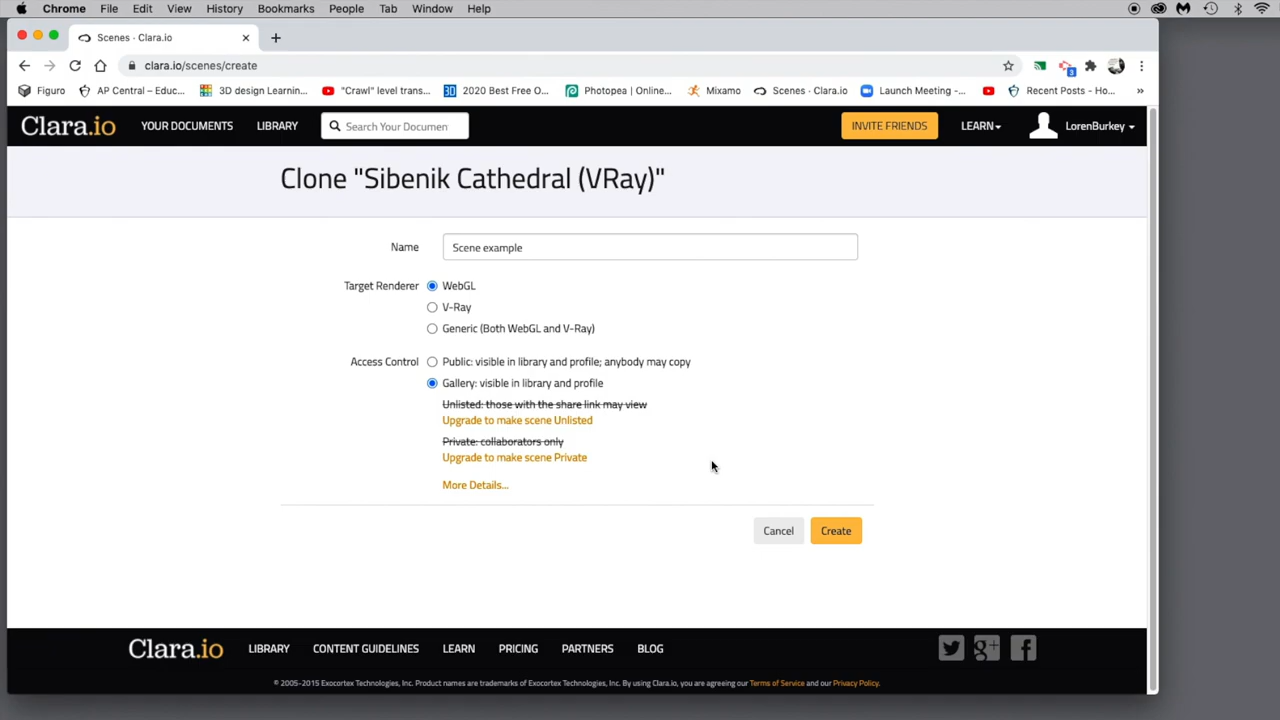 Chrome File Edit View History Bookmarks People Tab Window Help
Scenes · Clara.io
clara.io/scenes/create
3
Figuro AP Central – Educ... 3D design Learnin... "Crawl" level trans... 2020 Best Free O... Photopea | Online... Mixamo Scenes · Clara.io Launch Meeting -... Recent Posts - Ho... »
Clara.io YOUR DOCUMENTS LIBRARY Search Your Documen INVITE FRIENDS LEARN LorenBurkey
Clone "Sibenik Cathedral (VRay)"
Name Scene example
Target Renderer WebGL
V-Ray
Generic (Both WebGL and V-Ray)
Access Control Public: visible in library and profile; anybody may copy
Gallery: visible in library and profile
Unlisted: those with the share link may view
Upgrade to make scene Unlisted
Private: collaborators only
Upgrade to make scene Private
More Details...
Cancel Create
Clara.io LIBRARY CONTENT GUIDELINES LEARN PRICING PARTNERS BLOG
© 2005-2015 Exocortex Technologies, Inc. Product names are trademarks of Exocortex Technologies, Inc. By using Clara.io, you are agreeing our Terms of Service and our Privacy Policy.